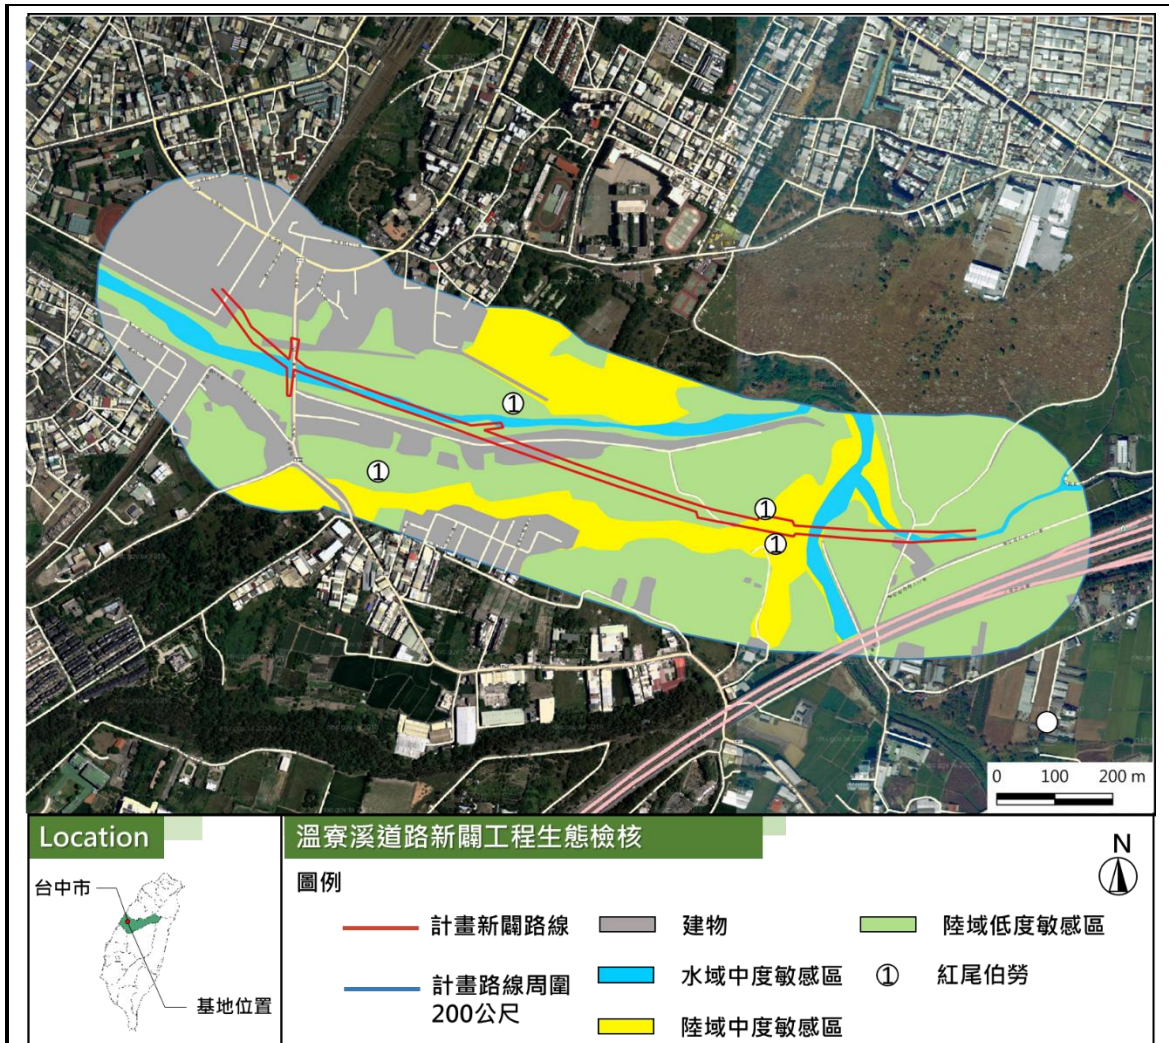 ①
①
①
①
0 100 200 m
Location
台中市
基地位置
溫寮溪道路新闢工程生態檢核
N
圖例
計畫新闢路線
建物
陸域低度敏感區
計畫路線周圍
200公尺
水域中度敏感區
① 紅尾伯勞
陸域中度敏感區